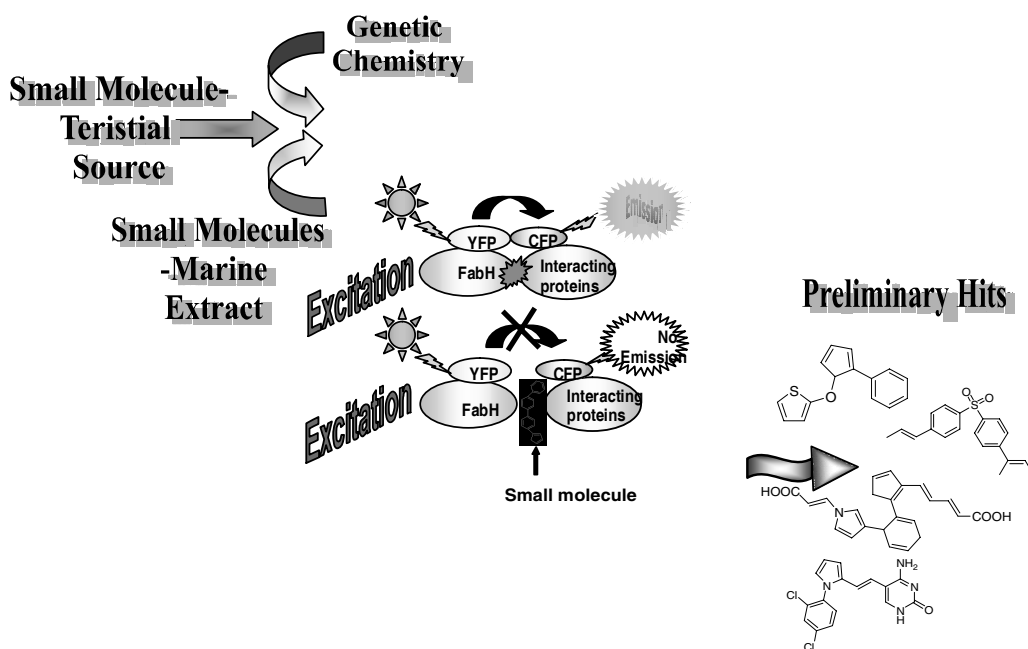 Genetic
Chemistry
Small Molecule-
Teristial
Source
Small Molecules
-Marine
Extract
Excitation
YFP
CFP
Emission
FabH
Interacting
proteins
Excitation
YFP
CFP
No
Emission
FabH
Interacting
proteins
Small molecule
Preliminary Hits
S
O
O
O
S
HOOC
N
COOH
NH2
N
N
O
N
H
Cl
Cl